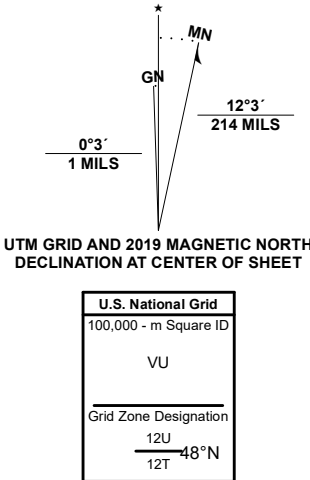 ★
MN
GN
12°3´
214 MILS
0°3´
1 MILS
UTM GRID AND 2019 MAGNETIC NORTH
DECLINATION AT CENTER OF SHEET
U.S. National Grid
100,000 - m Square ID
VU
Grid Zone Designation
12U
48°N
12T